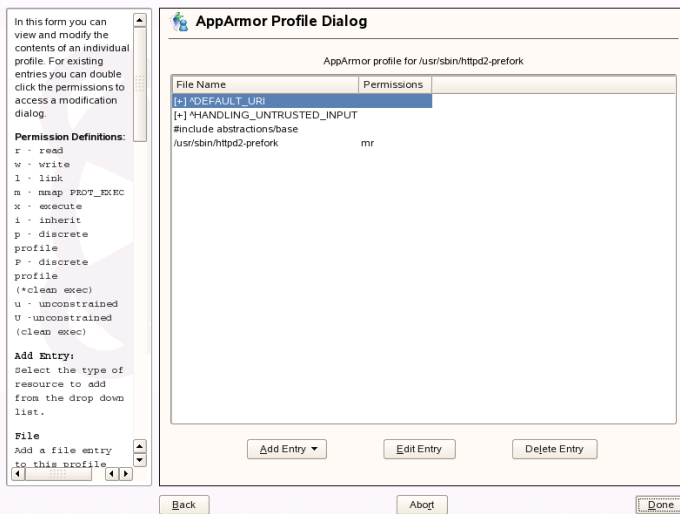 In this form you can
view and modify the
contents of an individual
profile. For existing
entries you can double
click the permissions to
access a modification
dialog.
Permission Definitions:
r - read
w - write
l - link
m - mmap PROT_EXEC
x - execute
i - inherit
p - discrete
profile
P - discrete
profile
(*clean exec)
u - unconstrained
U -unconstrained
(clean exec)
Add Entry:
Select the type of
resource to add
from the drop down
list.
File
Add a file entry
to this profile
AppArmor Profile Dialog
AppArmor profile for /usr/sbin/httpd2-prefork
File Name Permissions
[+] ^DEFAULT_URI
[+] ^HANDLING_UNTRUSTED_INPUT
#include abstractions/base
/usr/sbin/httpd2-prefork mr
Add Entry Edit Entry Delete Entry
Back Abort Done